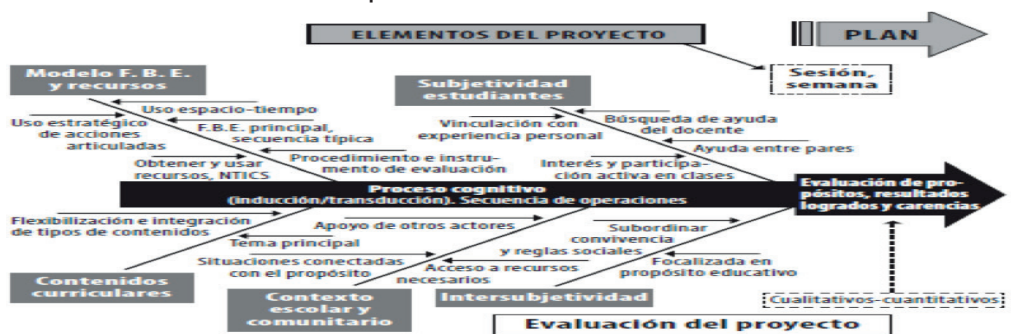 ELEMENTOS DEL PROYECTO
PLAN
Sesión,
semana
Modelo F. B. E.
y recursos
Uso espacio-tiempo
Uso estratégico
de acciones
articuladas
F.B.E. principal,
secuencia típica
Obtener y usar
recursos, NTICS
Procedimiento e instru-
mento de evaluación
Subjetividad
estudiantes
Vinculación con
experiencia personal
Búsqueda de ayuda
del docente
Ayuda entre pares
Interés y participa-
ción activa en clases
Proceso cognitivo
(inducción/transducción). Secuencia de operaciones
Evaluación de pro-
pósitos, resultados
logrados y carencias
Flexibilización e integración
de tipos de contenidos
Tema principal
Contenidos
curriculares
Apoyo de otros actores
Situaciones conectadas
con el propósito
Acceso a recursos
necesarios
Contexto
escolar y
comunitario
Subordinar
convivencia
y reglas sociales
Focalizada en
propósito educativo
Intersubjetividad
Cualitativos-cuantitativos
Evaluación del proyecto